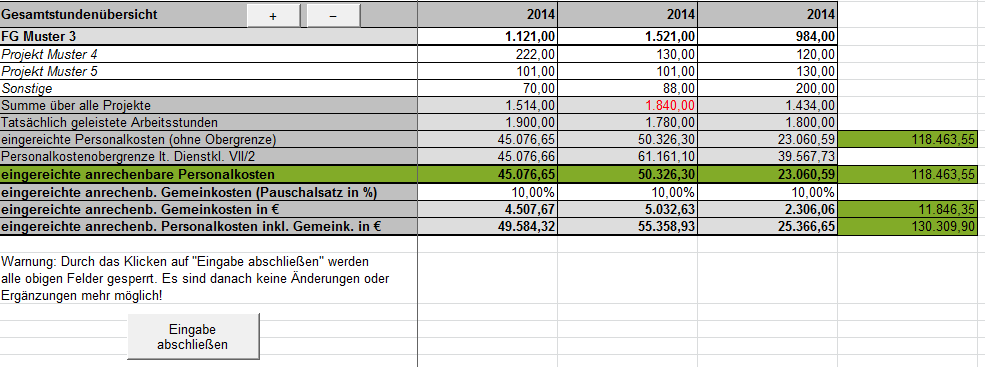 Gesamtstundenübersicht + − 2014 2014 2014
FG Muster 3 1.121,00 1.521,00 984,00
Projekt Muster 4 222,00 130,00 120,00
Projekt Muster 5 101,00 101,00 130,00
Sonstige 70,00 88,00 200,00
Summe über alle Projekte 1.514,00 1.840,00 1.434,00
Tatsächlich geleistete Arbeitsstunden 1.900,00 1.780,00 1.800,00
eingereichte Personalkosten (ohne Obergrenze) 45.076,65 50.326,30 23.060,59 118.463,55
Personalkostenobergrenze lt. Dienstkl. VII/2 45.076,66 61.161,10 39.567,73
eingereichte anrechenbare Personalkosten 45.076,65 50.326,30 23.060,59 118.463,55
eingereichte anrechenb. Gemeinkosten (Pauschalsatz in %) 10,00% 10,00% 10,00%
eingereichte anrechenb. Gemeinkosten in € 4.507,67 5.032,63 2.306,06 11.846,35
eingereichte anrechenb. Personalkosten inkl. Gemeink. in € 49.584,32 55.358,93 25.366,65 130.309,90
Warnung: Durch das Klicken auf "Eingabe abschließen" werden
alle obigen Felder gesperrt. Es sind danach keine Änderungen oder
Ergänzungen mehr möglich!
Eingabe
abschließen